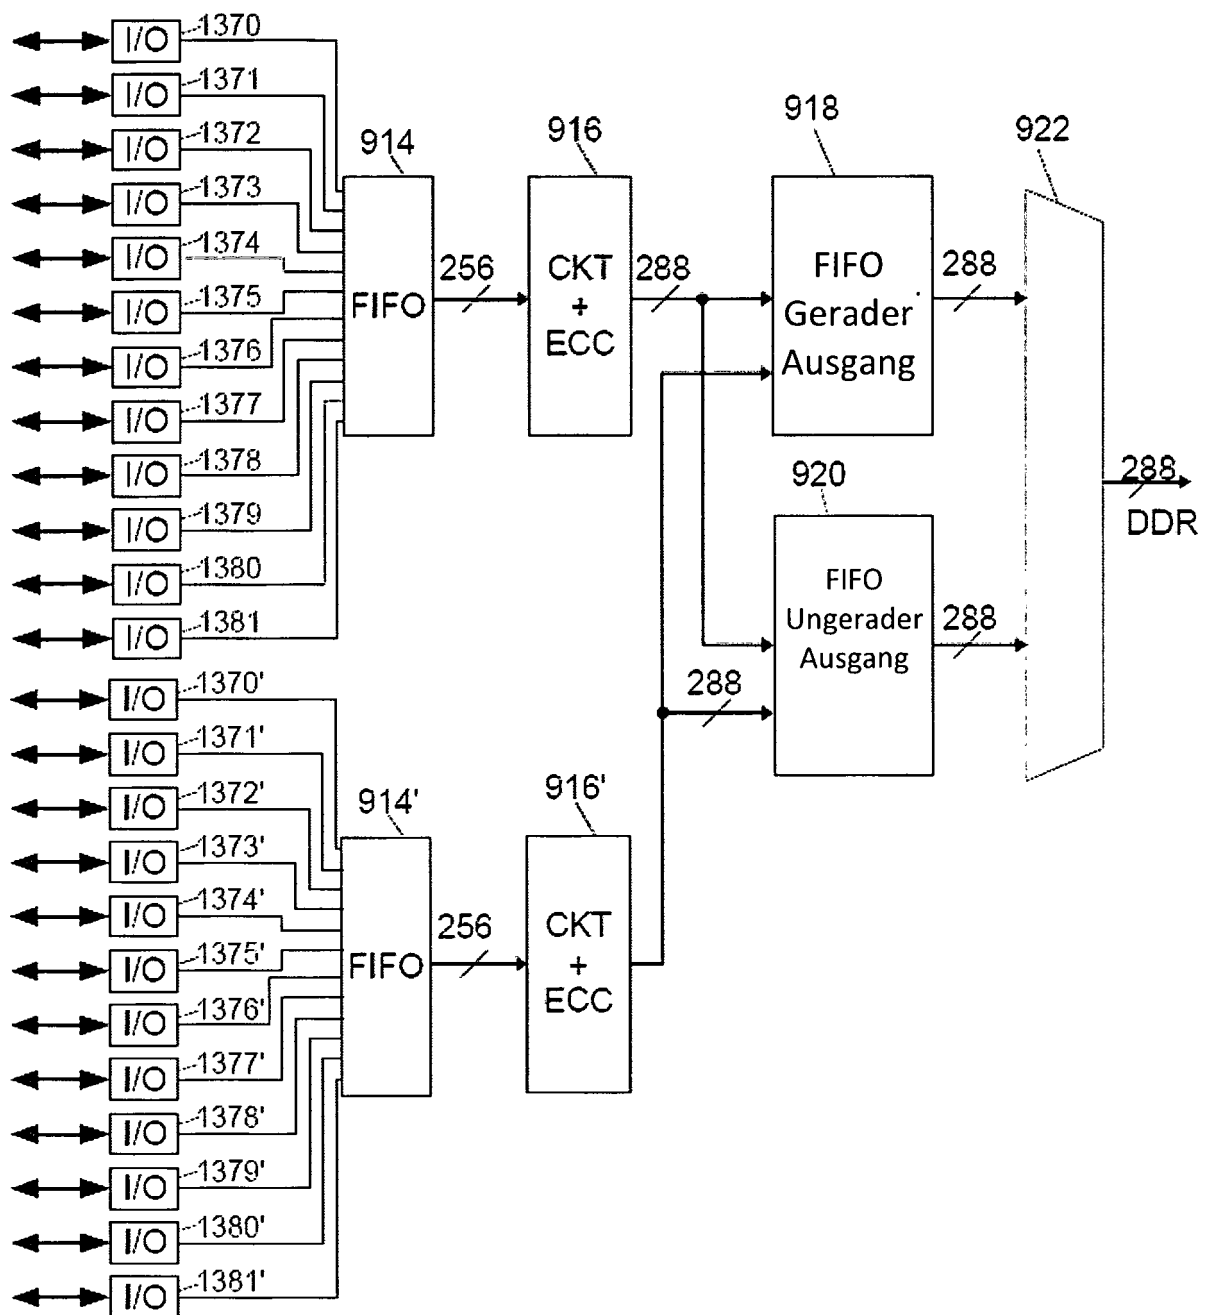 I/O 1370
I/O 1371
I/O 1372
I/O 1373
I/O 1374
I/O 1375
I/O 1376
I/O 1377
I/O 1378
I/O 1379
I/O 1380
I/O 1381
914
FIFO
256
916
CKT
+
ECC
288
918
FIFO
Gerader
Ausgang
288
922
920
FIFO
Ungerader
Ausgang
288
288
288
DDR
I/O 1370'
I/O 1371'
I/O 1372'
I/O 1373'
I/O 1374'
I/O 1375'
I/O 1376'
I/O 1377'
I/O 1378'
I/O 1379'
I/O 1380'
I/O 1381'
914'
FIFO
256
916'
CKT
+
ECC